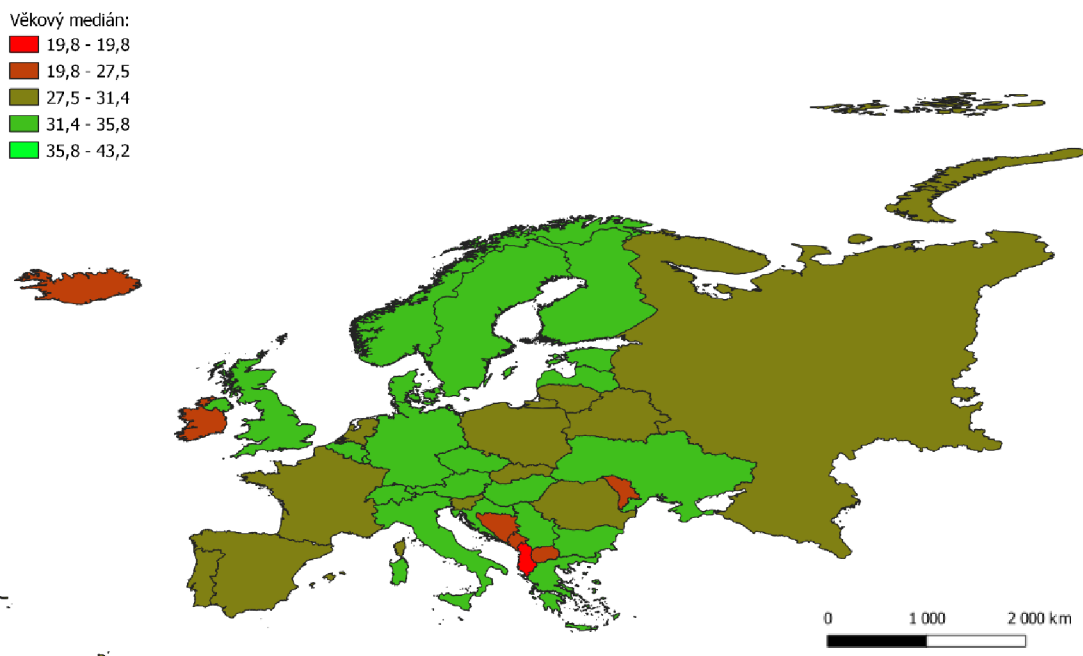 Věkový medián:
19,8 - 19,8
19,8 - 27,5
27,5 - 31,4
31,4 - 35,8
35,8 - 43,2
0 1 000 2 000 km